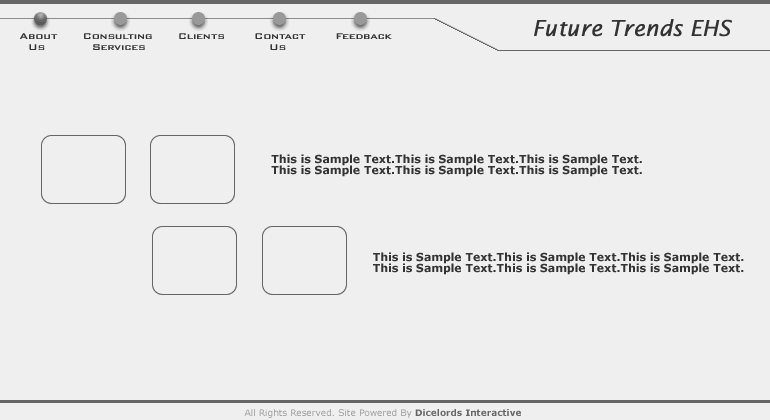 Future Trends EHS
About Us
Consulting Services
Clients
Contact Us
Feedback
This is Sample Text.This is Sample Text.This is Sample Text.
This is Sample Text.This is Sample Text.This is Sample Text.
This is Sample Text.This is Sample Text.This is Sample Text.
This is Sample Text.This is Sample Text.This is Sample Text.
All Rights Reserved. Site Powered By Dicelords Interactive